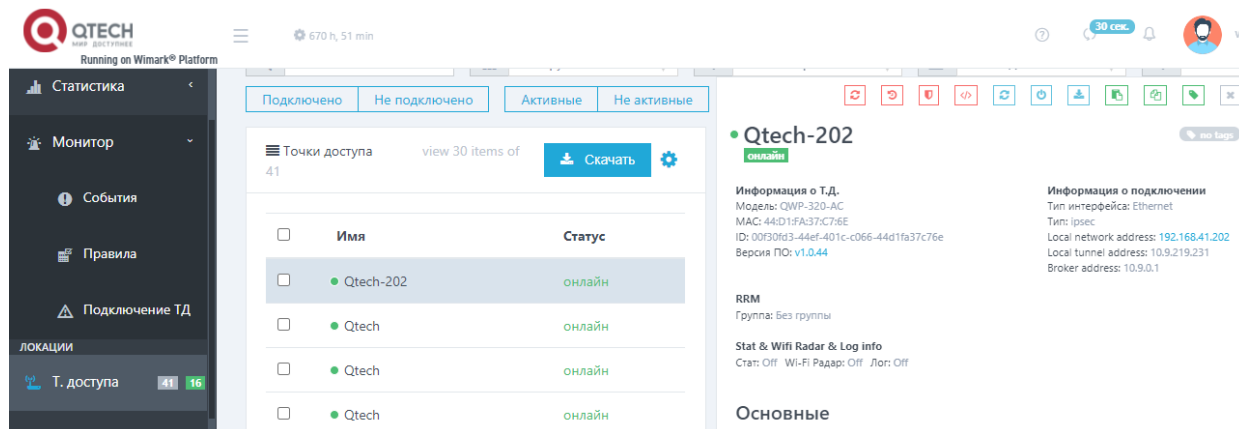 QTECH
МИР ДОСТУПНЕЕ
Running on Wimark® Platform
670 h, 51 min
30 сек.
Статистика
Монитор
События
Правила
Подключение ТД
ЛОКАЦИИ
Т. доступа 41 16
Подключено Не подключено Активные Не активные
Точки доступа view 30 items of
41
Скачать
Имя Статус
Qtech-202 онлайн
Qtech онлайн
Qtech онлайн
Qtech онлайн
Qtech-202 no tags
онлайн
Информация о Т.Д.
Модель: QWP-320-AC
MAC: 44:D1:FA:37:C7:6E
ID: 00f30fd3-44ef-401c-c066-44d1fa37c76e
Версия ПО: v1.0.44
Информация о подключении
Тип интерфейса: Ethernet
Тип: ipsec
Local network address: 192.168.41.202
Local tunnel address: 10.9.219.231
Broker address: 10.9.0.1
RRM
Группа: Без группы
Stat & Wifi Radar & Log info
Стат: Off Wi-Fi Радар: Off Лог: Off
Основные